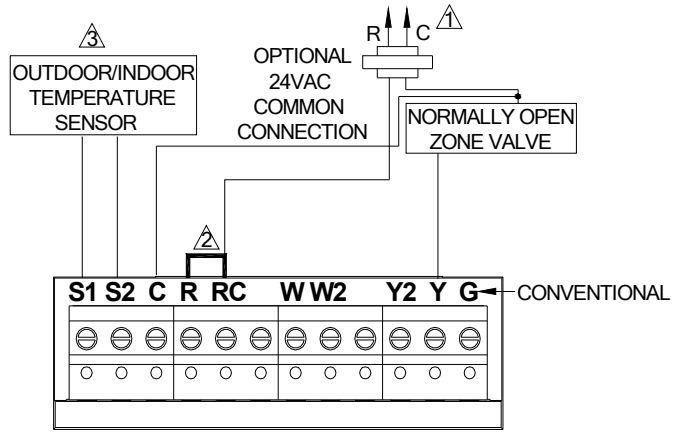 3
OUTDOOR/INDOOR
TEMPERATURE
SENSOR
R C 1
OPTIONAL
24VAC
COMMON
CONNECTION
NORMALLY OPEN
ZONE VALVE
2
S1 S2 C R RC W W2 Y2 Y G
CONVENTIONAL